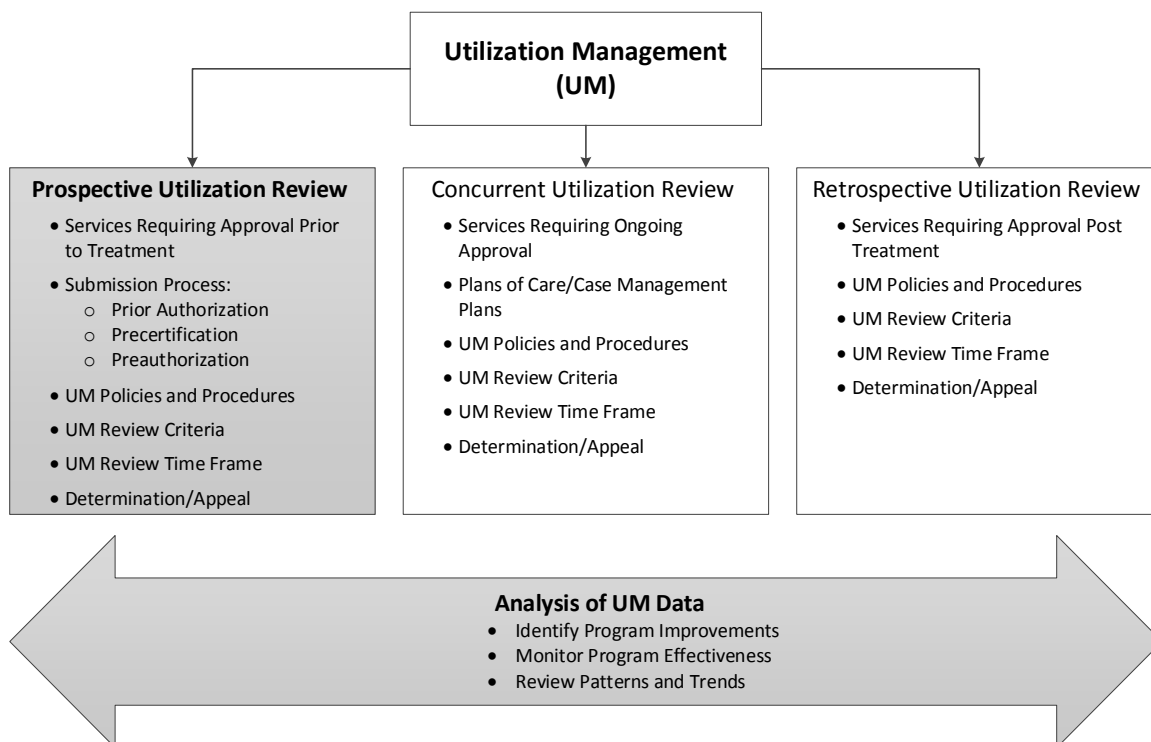 Utilization Management
(UM)
Prospective Utilization Review
• Services Requiring Approval Prior
to Treatment
• Submission Process:
o Prior Authorization
o Precertification
o Preauthorization
• UM Policies and Procedures
• UM Review Criteria
• UM Review Time Frame
• Determination/Appeal
Concurrent Utilization Review
• Services Requiring Ongoing
Approval
• Plans of Care/Case Management
Plans
• UM Policies and Procedures
• UM Review Criteria
• UM Review Time Frame
• Determination/Appeal
Retrospective Utilization Review
• Services Requiring Approval Post
Treatment
• UM Policies and Procedures
• UM Review Criteria
• UM Review Time Frame
• Determination/Appeal
Analysis of UM Data
• Identify Program Improvements
• Monitor Program Effectiveness
• Review Patterns and Trends